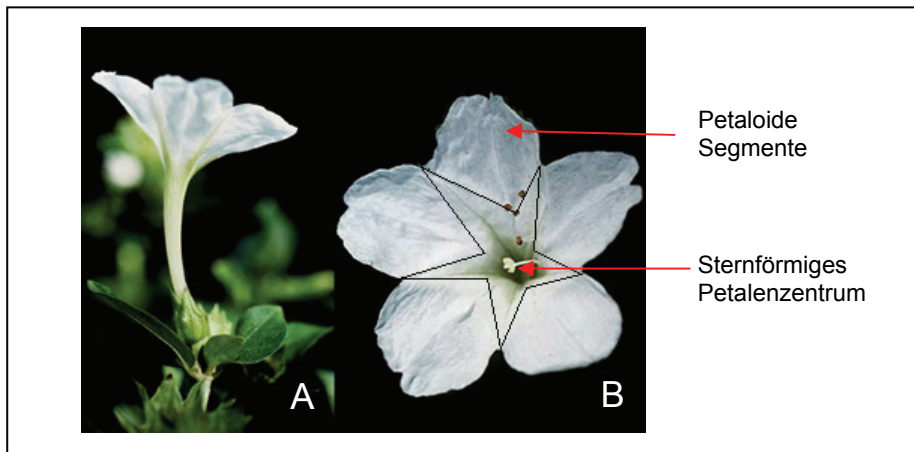 Petaloide
Segmente
Sternförmiges
Petalenzentrum
A
B